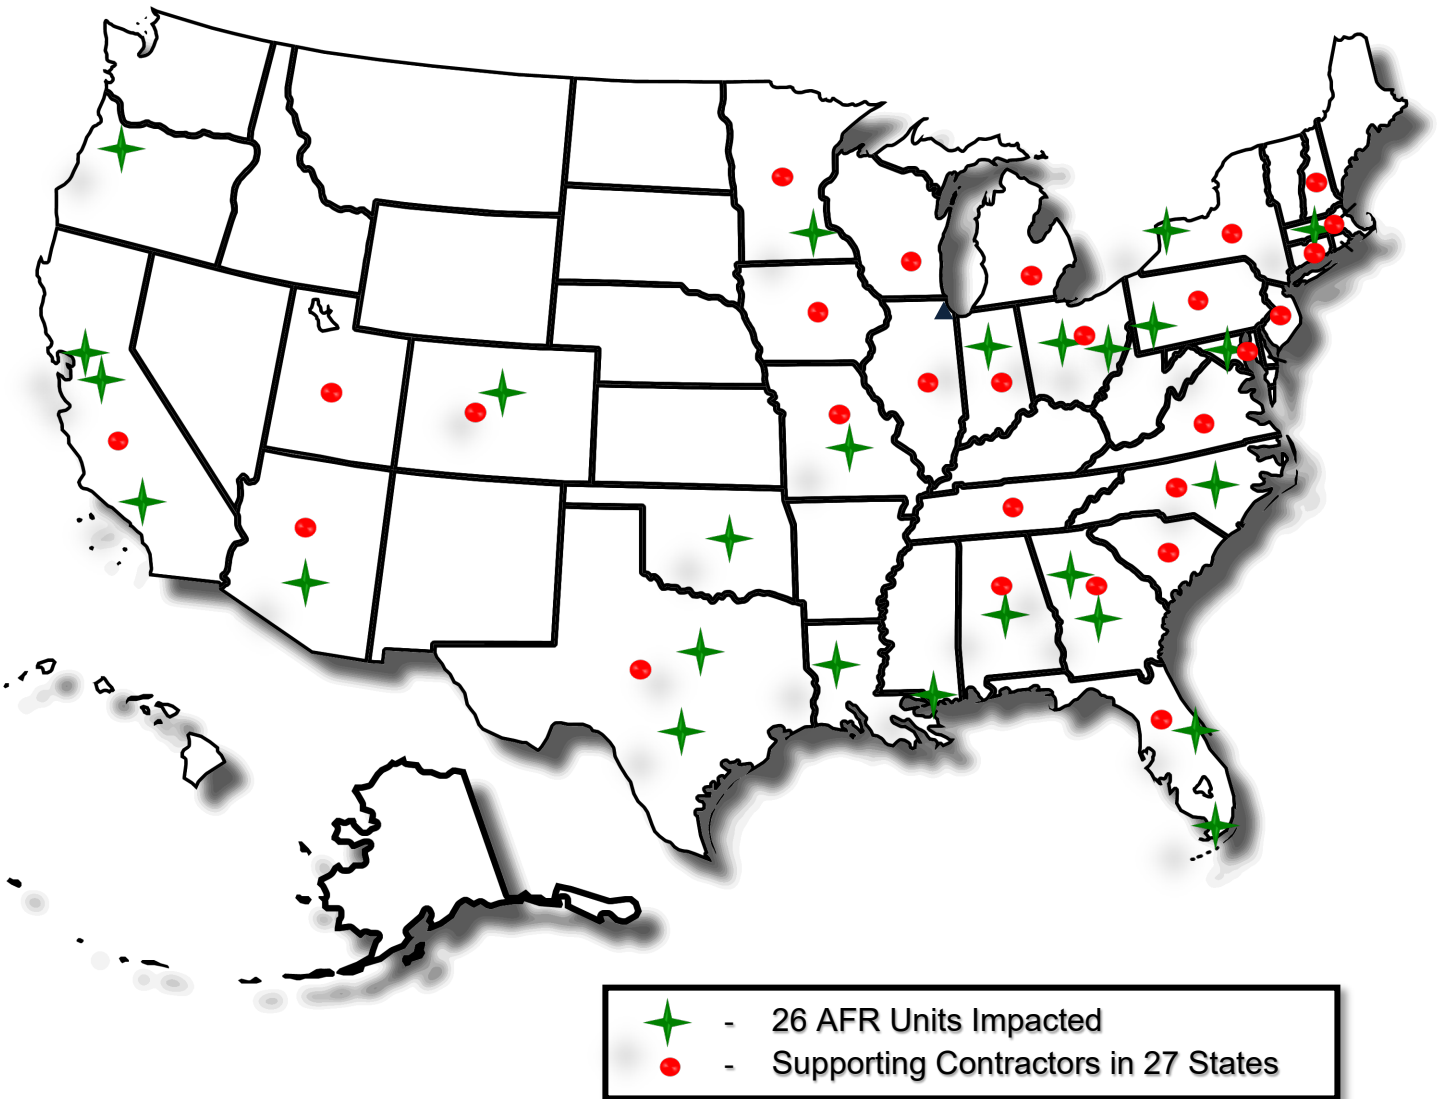 - 26 AFR Units Impacted
- Supporting Contractors in 27 States